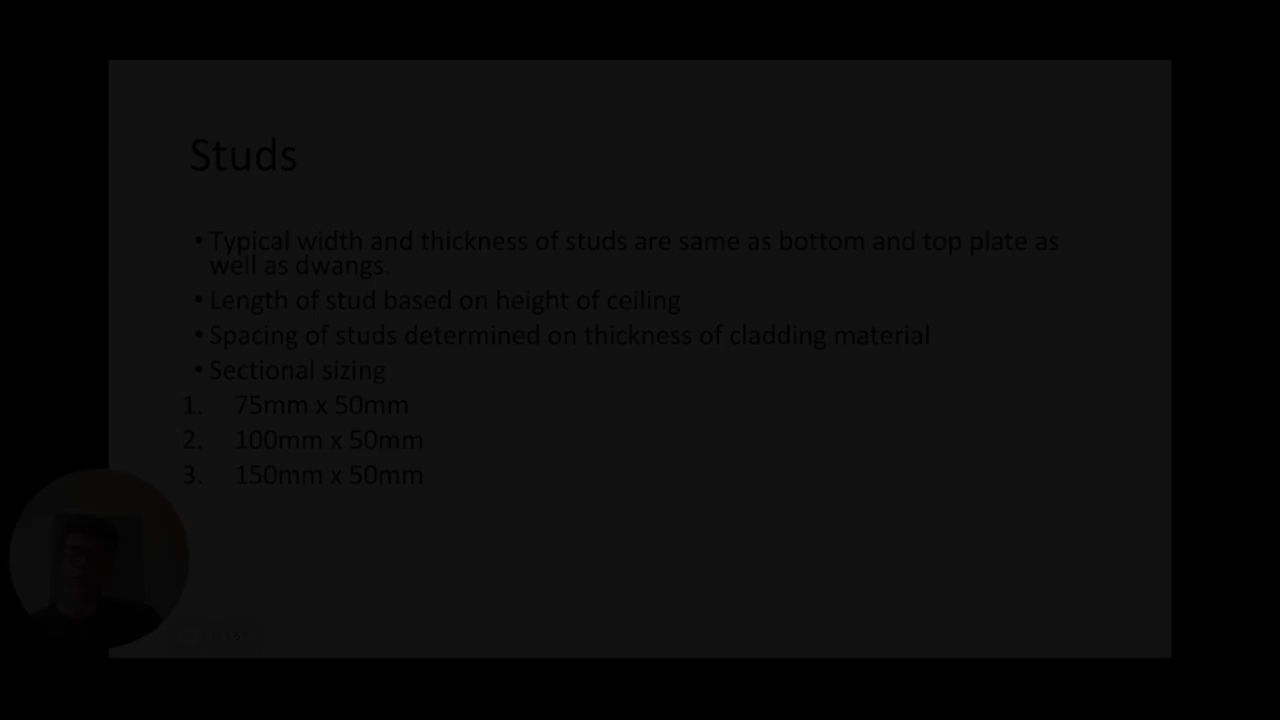 Studs
• Typical width and thickness of studs are same as bottom and top plate as
well as dwangs.
• Length of stud based on height of ceiling
• Spacing of studs determined on thickness of cladding material
• Sectional sizing
1. 75mm x 50mm
2. 100mm x 50mm
3. 150mm x 50mm